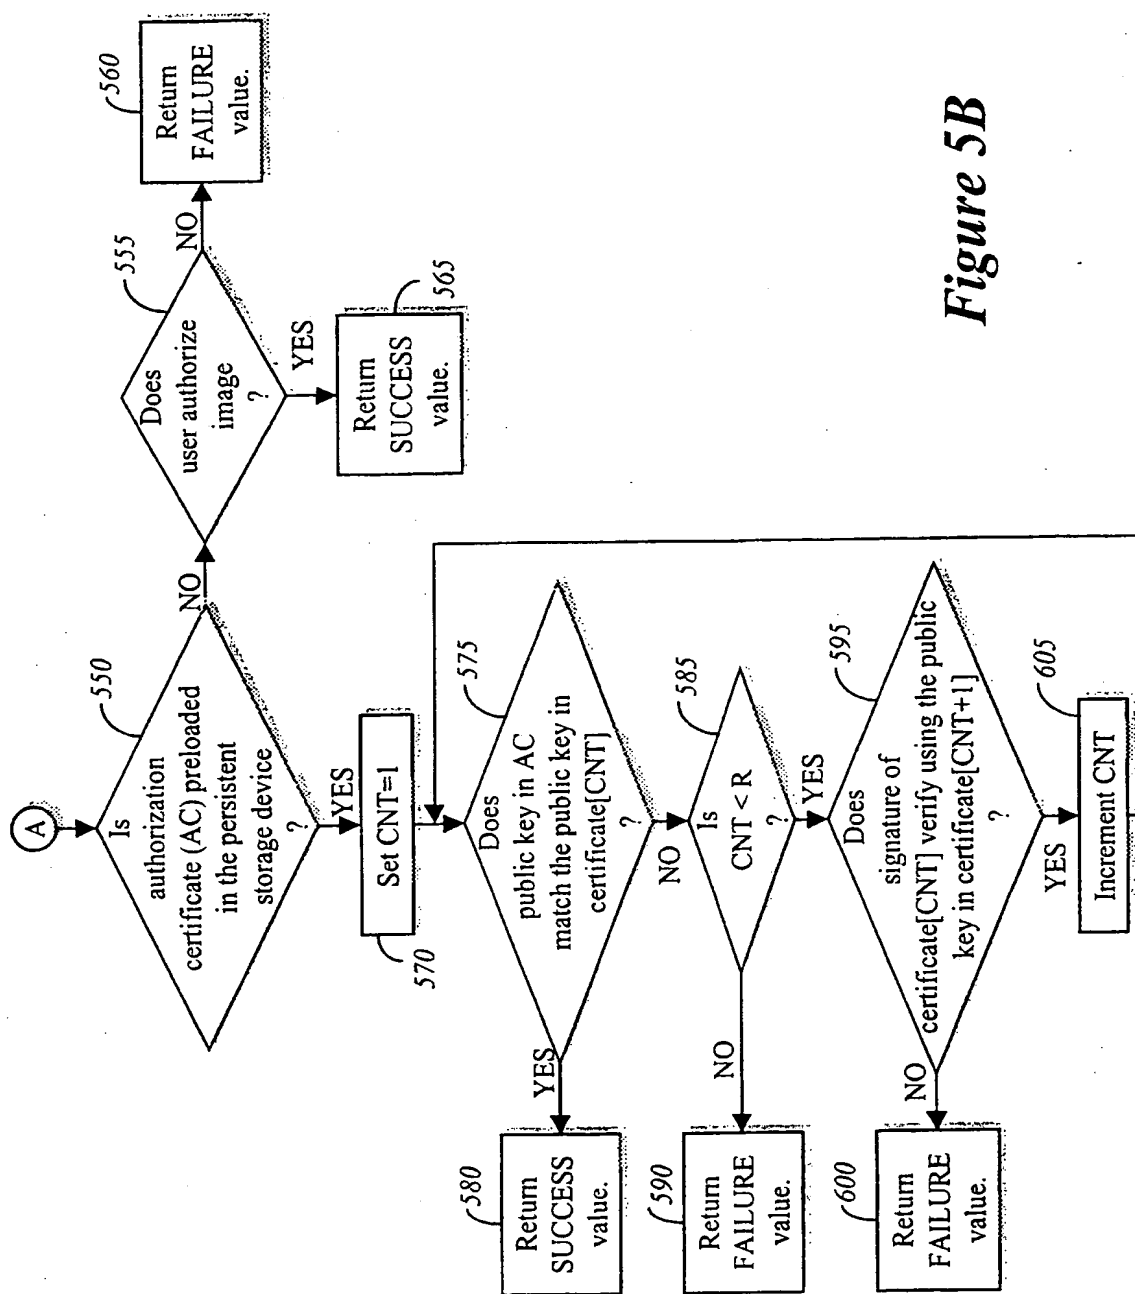 A
550
Is
authorization
certificate (AC) preloaded
in the persistent
storage device
?
NO
555
Does
user authorize
image
?
NO
560
Return
FAILURE
value.
YES
565
Return
SUCCESS
value.
YES
Set CNT=1
570
575
Does
public key in AC
match the public key in
certificate[CNT]
?
YES
580
Return
SUCCESS
value.
NO
585
Is
CNT < R
?
NO
590
Return
FAILURE
value.
YES
595
Does
signature of
certificate[CNT] verify using the public
key in certificate[CNT+1]
?
NO
600
Return
FAILURE
value.
YES
605
Increment CNT
Figure 5B